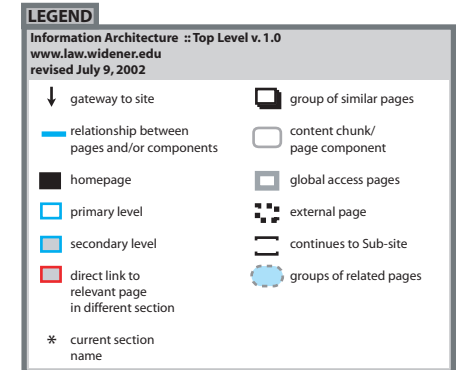 LEGEND
Information Architecture :: Top Level v. 1.0
www.law.widener.edu
revised July 9, 2002
gateway to site
relationship between
pages and/or components
homepage
primary level
secondary level
direct link to
relevant page
in different section
* current section
name
group of similar pages
content chunk/
page component
global access pages
external page
continues to Sub-site
groups of related pages